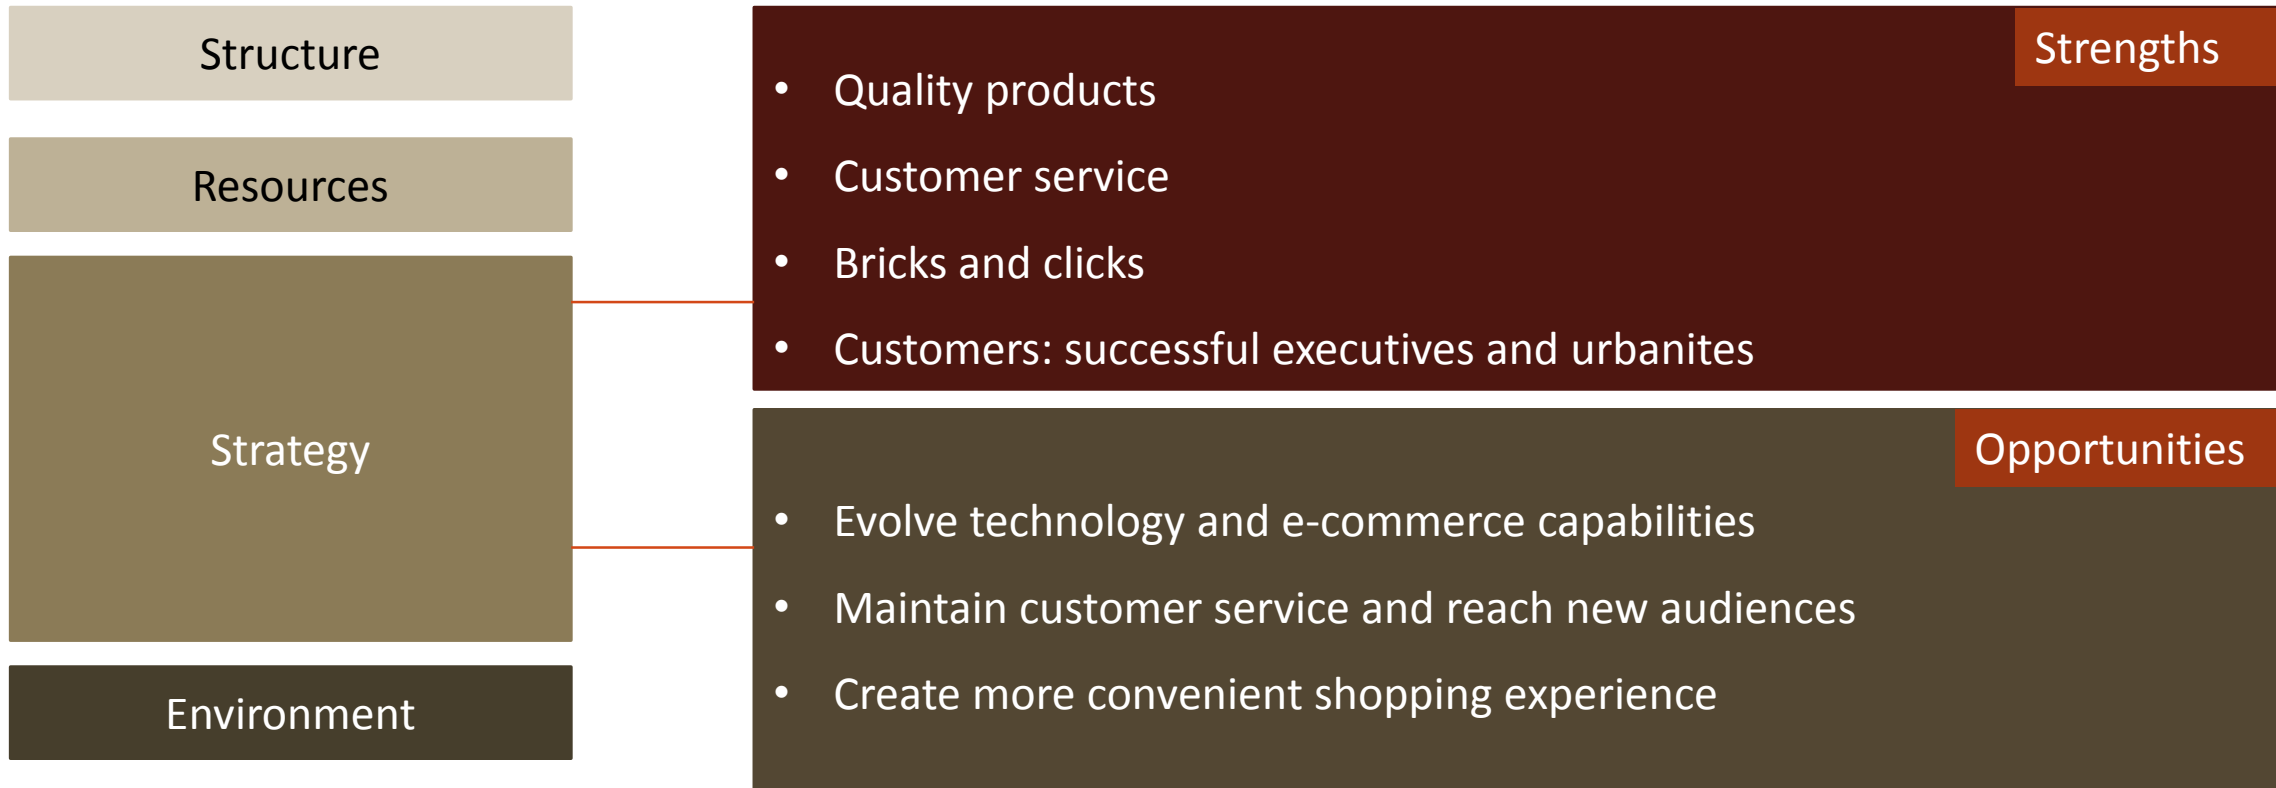 Structure
Resources
Strategy
Environment
Strengths
• Quality products
• Customer service
• Bricks and clicks
• Customers: successful executives and urbanites
Opportunities
• Evolve technology and e-commerce capabilities
• Maintain customer service and reach new audiences
• Create more convenient shopping experience